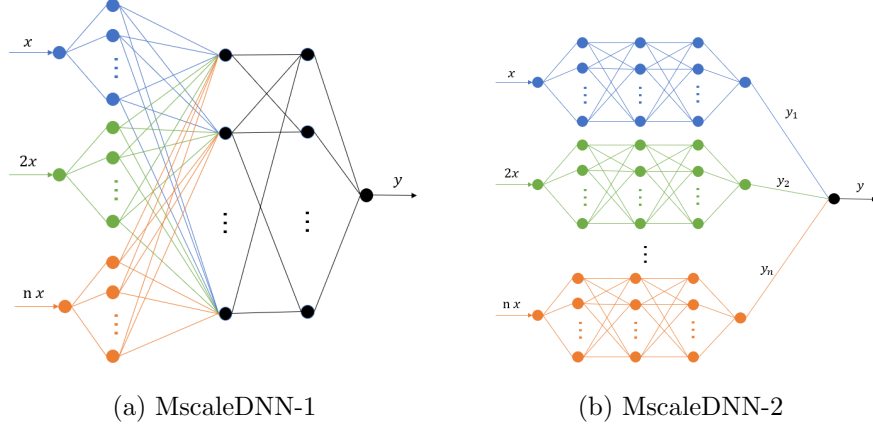 x
2x
n x
y
(a) MscaleDNN-1
x
2x
n x
y₁
y₂
yₙ
y
(b) MscaleDNN-2